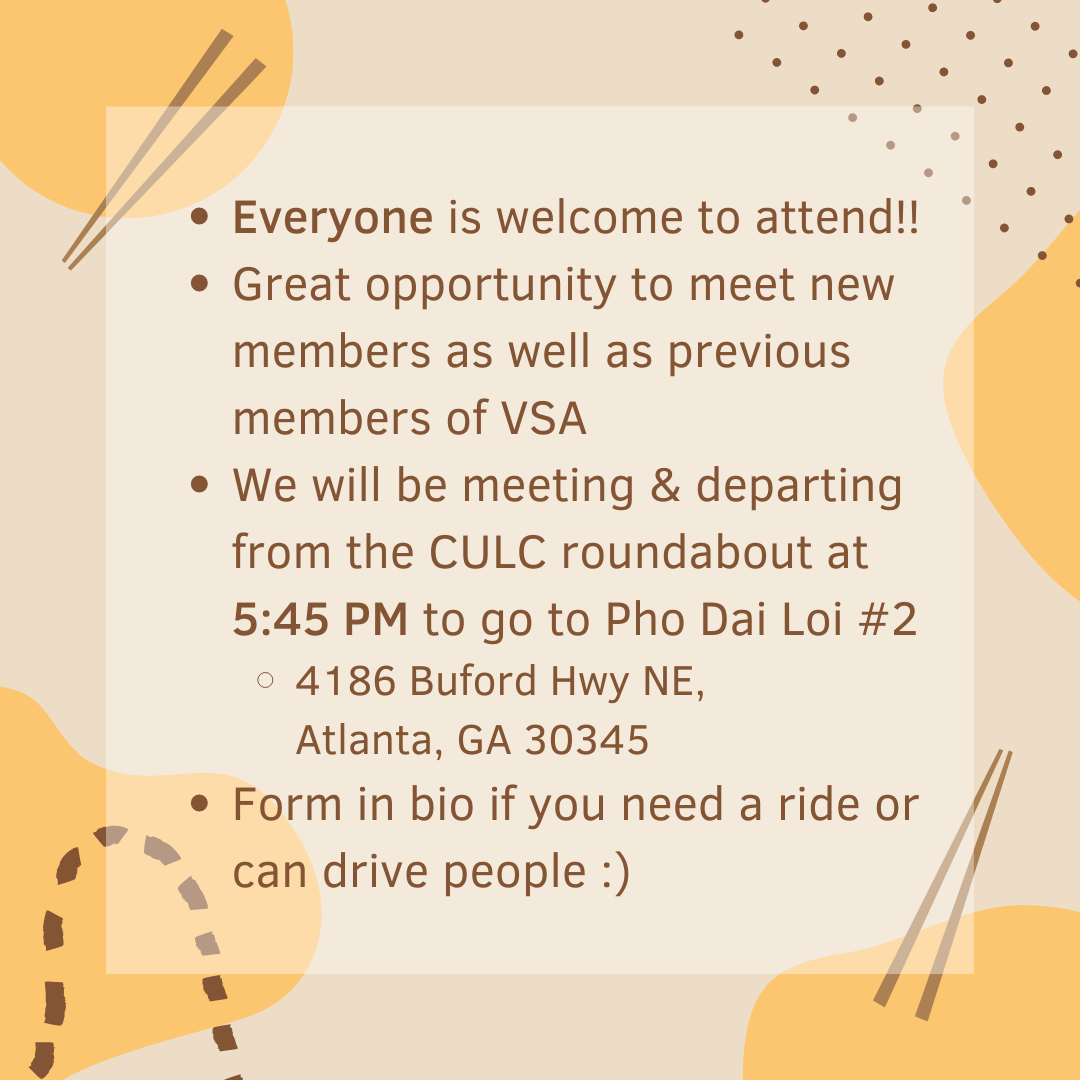 • Everyone is welcome to attend!!
• Great opportunity to meet new
members as well as previous
members of VSA
• We will be meeting & departing
from the CULC roundabout at
5:45 PM to go to Pho Dai Loi #2
○ 4186 Buford Hwy NE,
Atlanta, GA 30345
• Form in bio if you need a ride or
can drive people :)